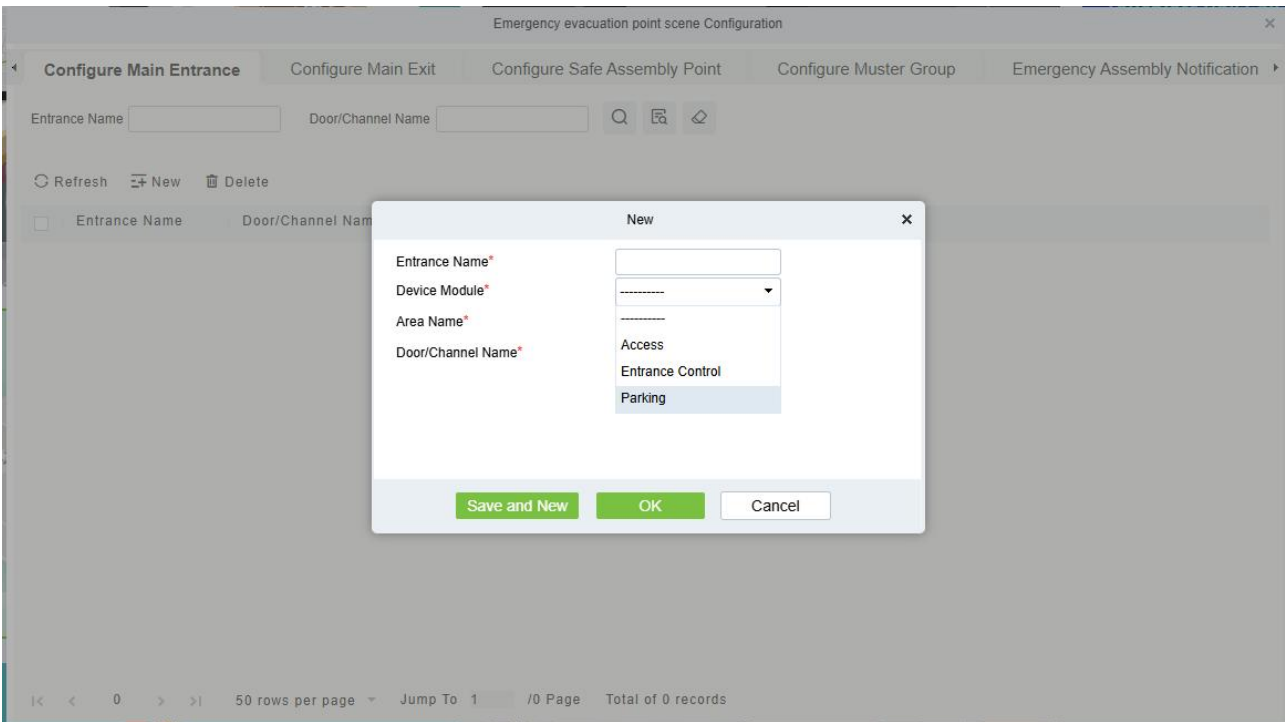 Emergency evacuation point scene Configuration
Configure Main Entrance Configure Main Exit Configure Safe Assembly Point Configure Muster Group Emergency Assembly Notification
Entrance Name Door/Channel Name
Refresh New Delete
Entrance Name Door/Channel Nam
New
Entrance Name*
Device Module* ----------
Area Name* ----------
Access
Door/Channel Name*
Entrance Control
Parking
Save and New OK Cancel
0 50 rows per page Jump To 1 /0 Page Total of 0 records